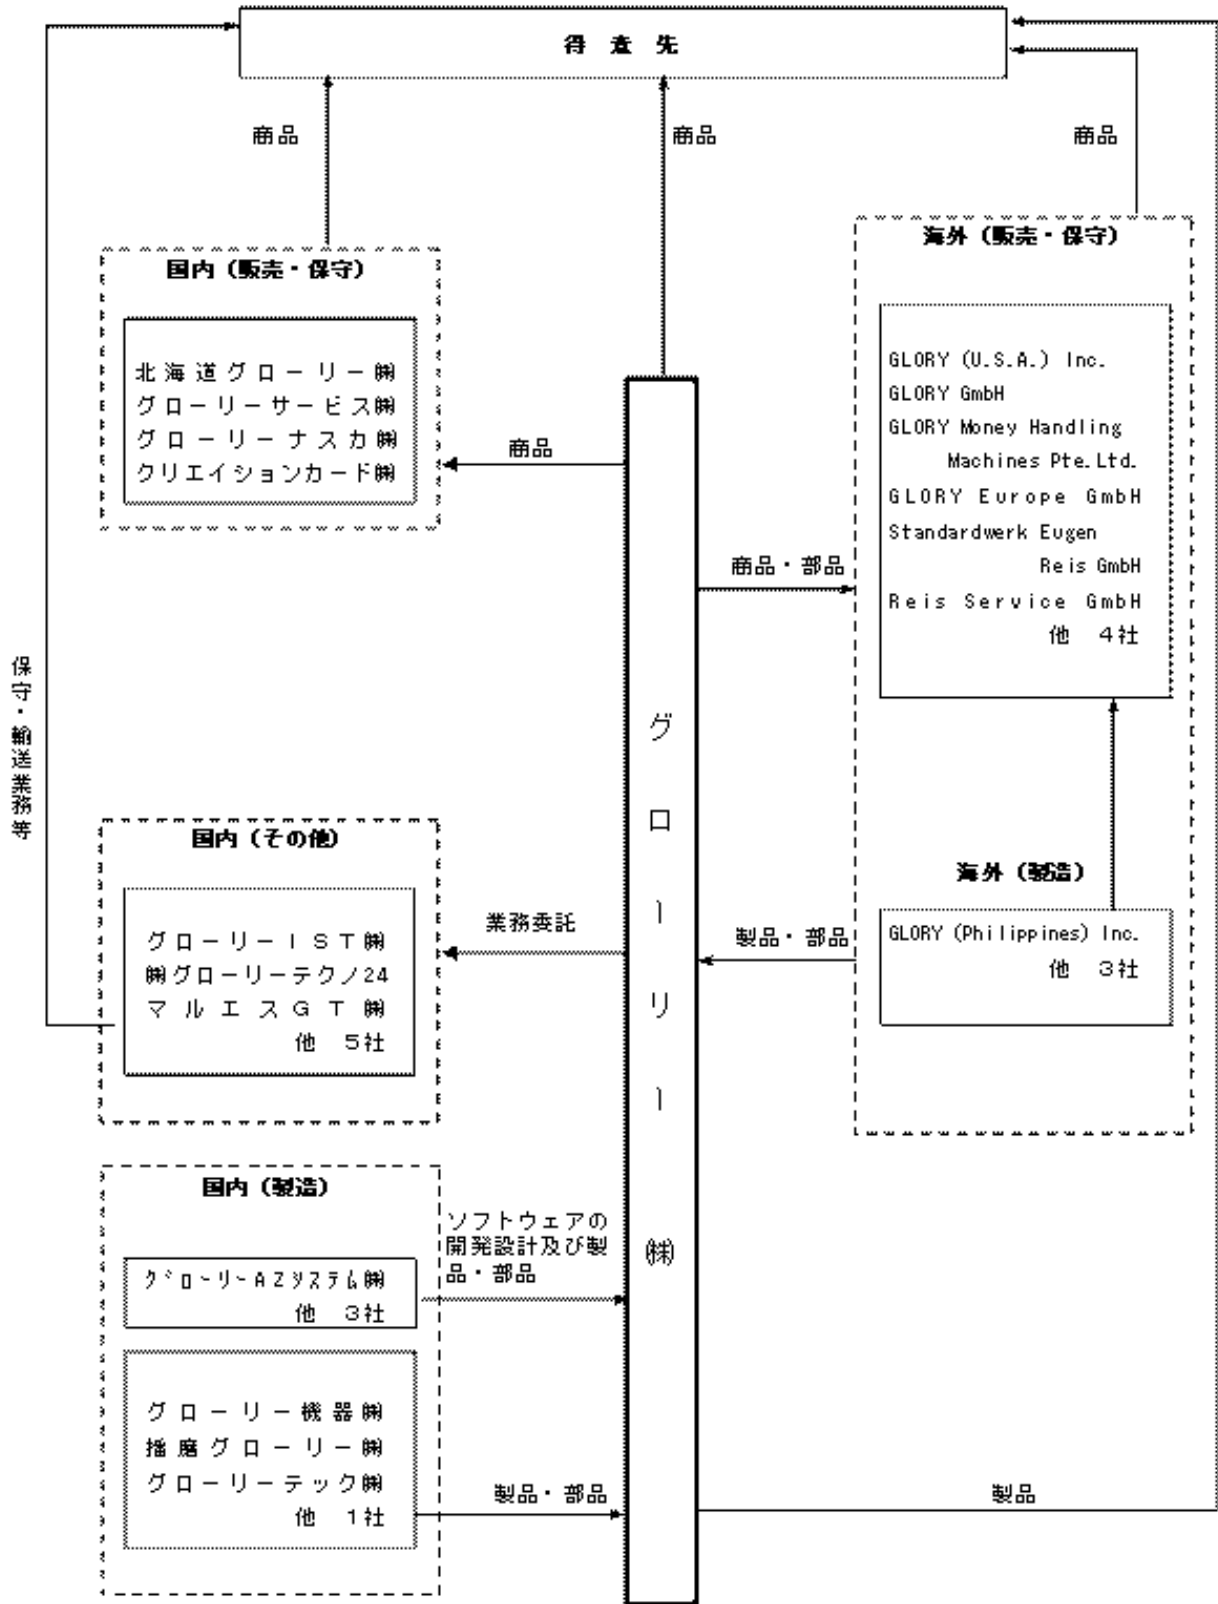 得意先
商品
商品
商品
国内（販売・保守）
北海道グローリー㈱
グローリーサービス㈱
グローリーナスカ㈱
クリエイションカード㈱
商品
海外（販売・保守）
GLORY (U.S.A.) Inc.
GLORY GmbH
GLORY Money Handling
Machines Pte.Ltd.
GLORY Europe GmbH
Standardwerk Eugen
Reis GmbH
Reis Service GmbH
他 4社
商品・部品
保守・輸送業務等
グローリー㈱
国内（その他）
グローリーＩＳＴ㈱
㈱グローリーテクノ24
マルエスＧＴ㈱
他 5社
業務委託
海外（製造）
GLORY (Philippines) Inc.
他 3社
製品・部品
国内（製造）
グローリーAZシステム㈱
他 3社
ソフトウェアの
開発設計及び製
品・部品
グローリー機器㈱
播磨グローリー㈱
グローリーテック㈱
他 1社
製品・部品
製品